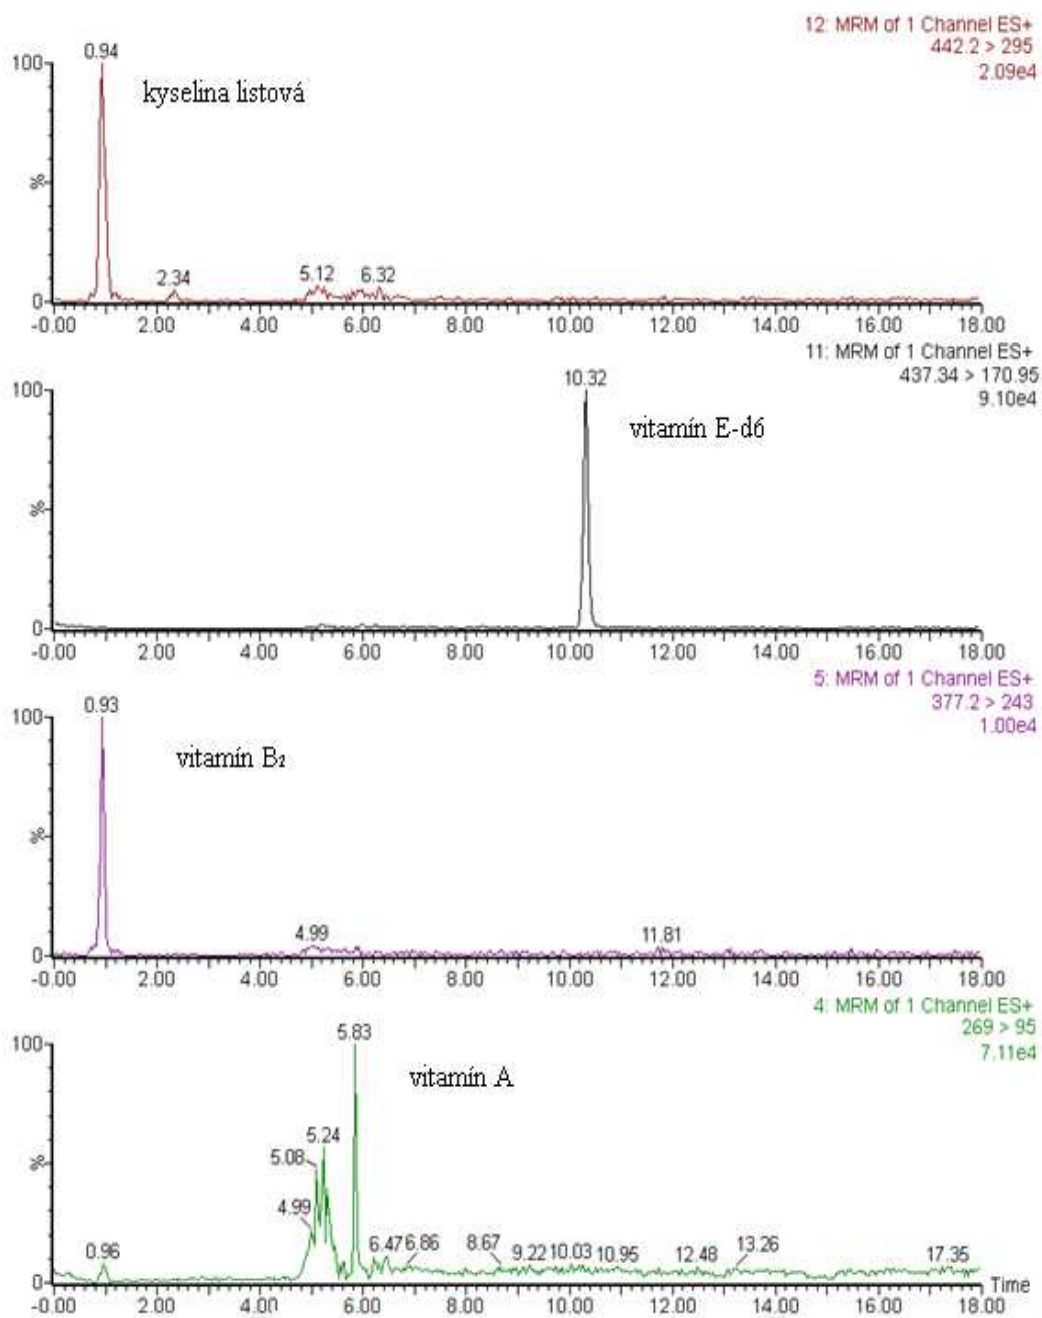 12: MRM of 1 Channel ES+
442.2 > 295
2.09e4
0.94
100
kyselina listová
%
2.34
5.12
6.32
0
-0.00 2.00 4.00 6.00 8.00 10.00 12.00 14.00 16.00 18.00
11: MRM of 1 Channel ES+
437.34 > 170.95
9.10e4
10.32
100
vitamín E-d6
%
0
-0.00 2.00 4.00 6.00 8.00 10.00 12.00 14.00 16.00 18.00
5: MRM of 1 Channel ES+
377.2 > 243
1.00e4
0.93
100
vitamín B₂
%
4.99
11.81
0
-0.00 2.00 4.00 6.00 8.00 10.00 12.00 14.00 16.00 18.00
4: MRM of 1 Channel ES+
269 > 95
7.11e4
5.83
100
vitamín A
5.24
5.08
%
4.99
0.96
6.47 6.86 8.67 9.22 10.03 10.95 12.48 13.26 17.35
0
Time
-0.00 2.00 4.00 6.00 8.00 10.00 12.00 14.00 16.00 18.00